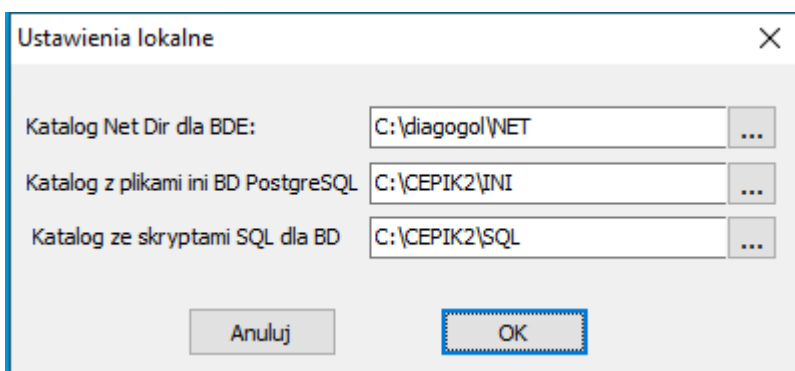 Ustawienia lokalne
Katalog Net Dir dla BDE: C:\diagogol\NET ...
Katalog z plikami ini BD PostgreSQL C:\CEPIK2\INI ...
Katalog ze skryptami SQL dla BD C:\CEPIK2\SQL ...
Anuluj OK